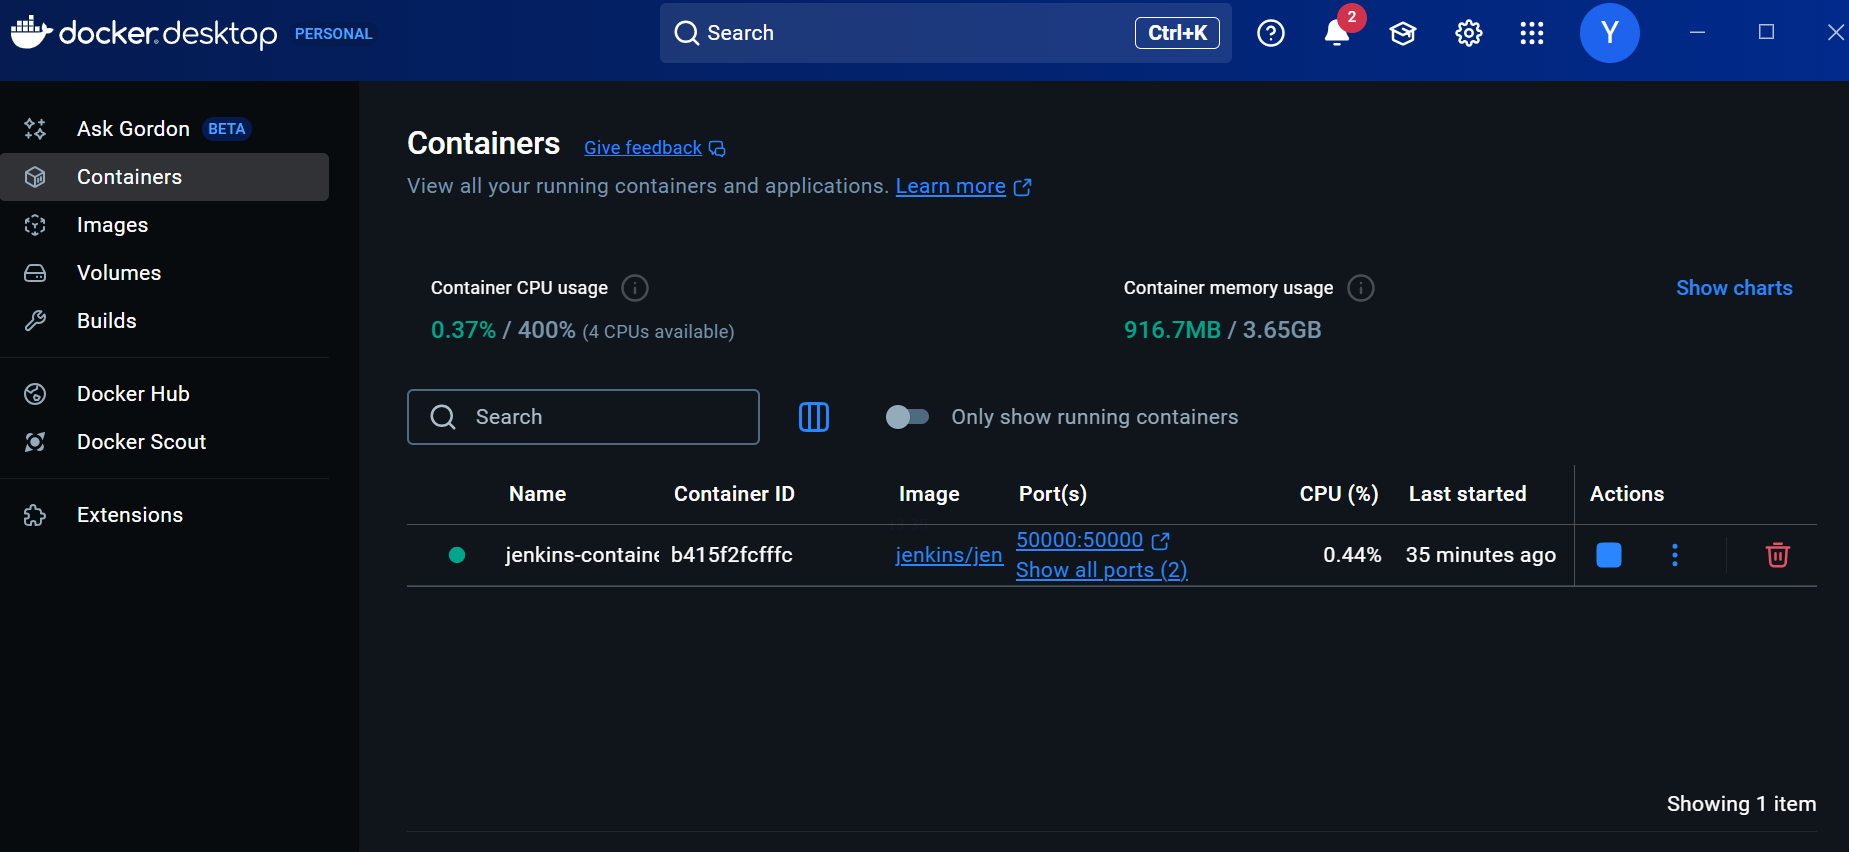 docker desktop PERSONAL
Search
Ctrl+K
2
Y
Ask Gordon BETA
Containers
Images
Volumes
Builds
Docker Hub
Docker Scout
Extensions
Containers Give feedback
View all your running containers and applications. Learn more
Container CPU usage
0.37% / 400% (4 CPUs available)
Container memory usage
916.7MB / 3.65GB
Show charts
Search
Only show running containers
Name Container ID Image Port(s) CPU (%) Last started Actions
jenkins-containe b415f2fcfffc jenkins/jen 50000:50000 0.44% 35 minutes ago
Show all ports (2)
Showing 1 item